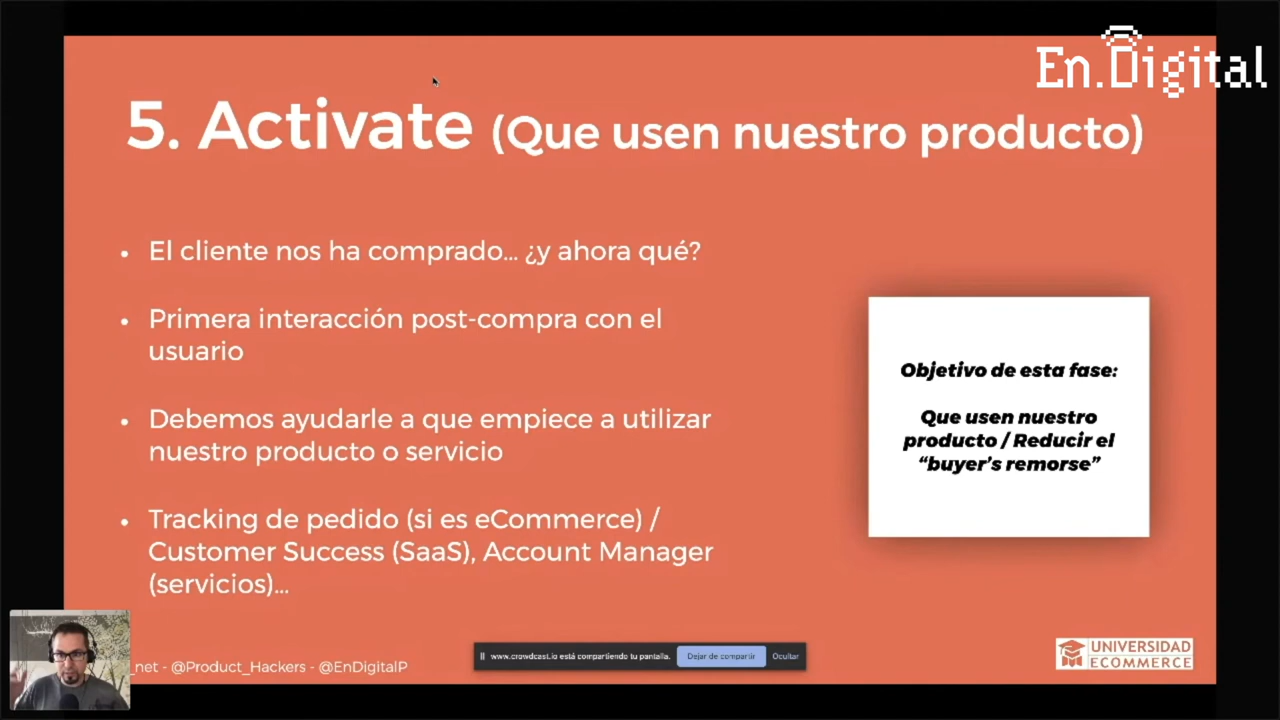 En.Digital
5. Activate (Que usen nuestro producto)
• El cliente nos ha comprado... ¿y ahora qué?
• Primera interacción post-compra con el
usuario
• Debemos ayudarle a que empiece a utilizar
nuestro producto o servicio
• Tracking de pedido (si es eCommerce) /
Customer Success (SaaS), Account Manager
(servicios)...
Objetivo de esta fase:
Que usen nuestro
producto / Reducir el
“buyer’s remorse”
_net - @Product_Hackers - @EnDigitalP
www.crowdcast.io está compartiendo tu pantalla. Dejar de compartir Ocultar
UNIVERSIDAD
ECOMMERCE